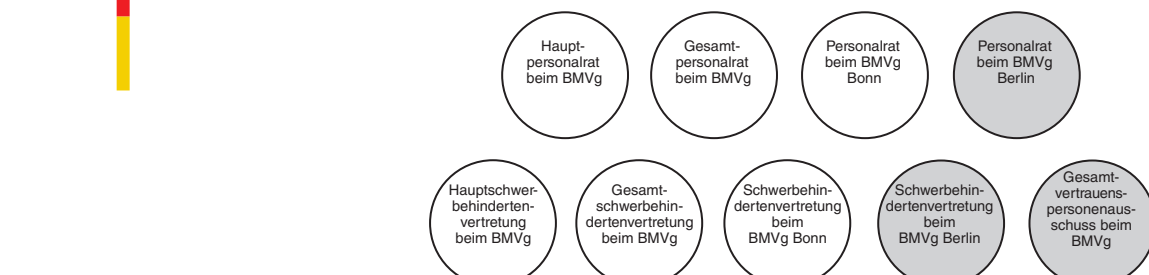 Haupt-
personalrat
beim BMVg
Gesamt-
personalrat
beim BMVg
Personalrat
beim BMVg
Bonn
Personalrat
beim BMVg
Berlin
Hauptschwer-
behinderten-
vertretung
beim BMVg
Gesamt-
schwerbehin-
dertenvertretung
beim BMVg
Schwerbehin-
dertenvertretung
beim
BMVg Bonn
Schwerbehin-
dertenvertretung
beim
BMVg Berlin
Gesamt-
vertrauens-
personenaus-
schuss beim
BMVg